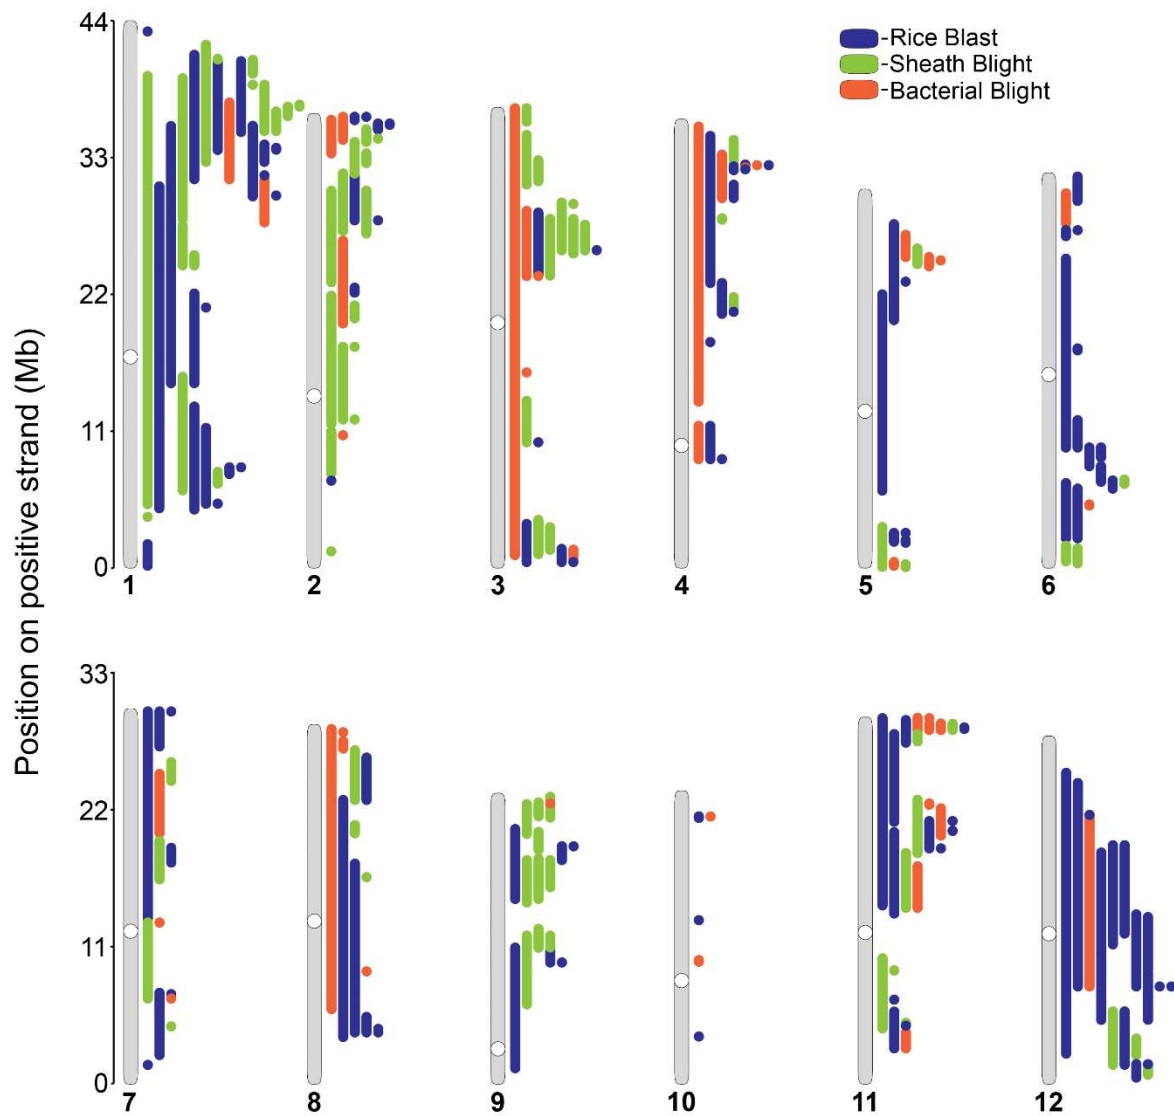 44
-Rice Blast
-Sheath Blight
-Bacterial Blight
33
22
11
0
1 2 3 4 5 6
Position on positive strand (Mb)
33
22
11
0
7 8 9 10 11 12